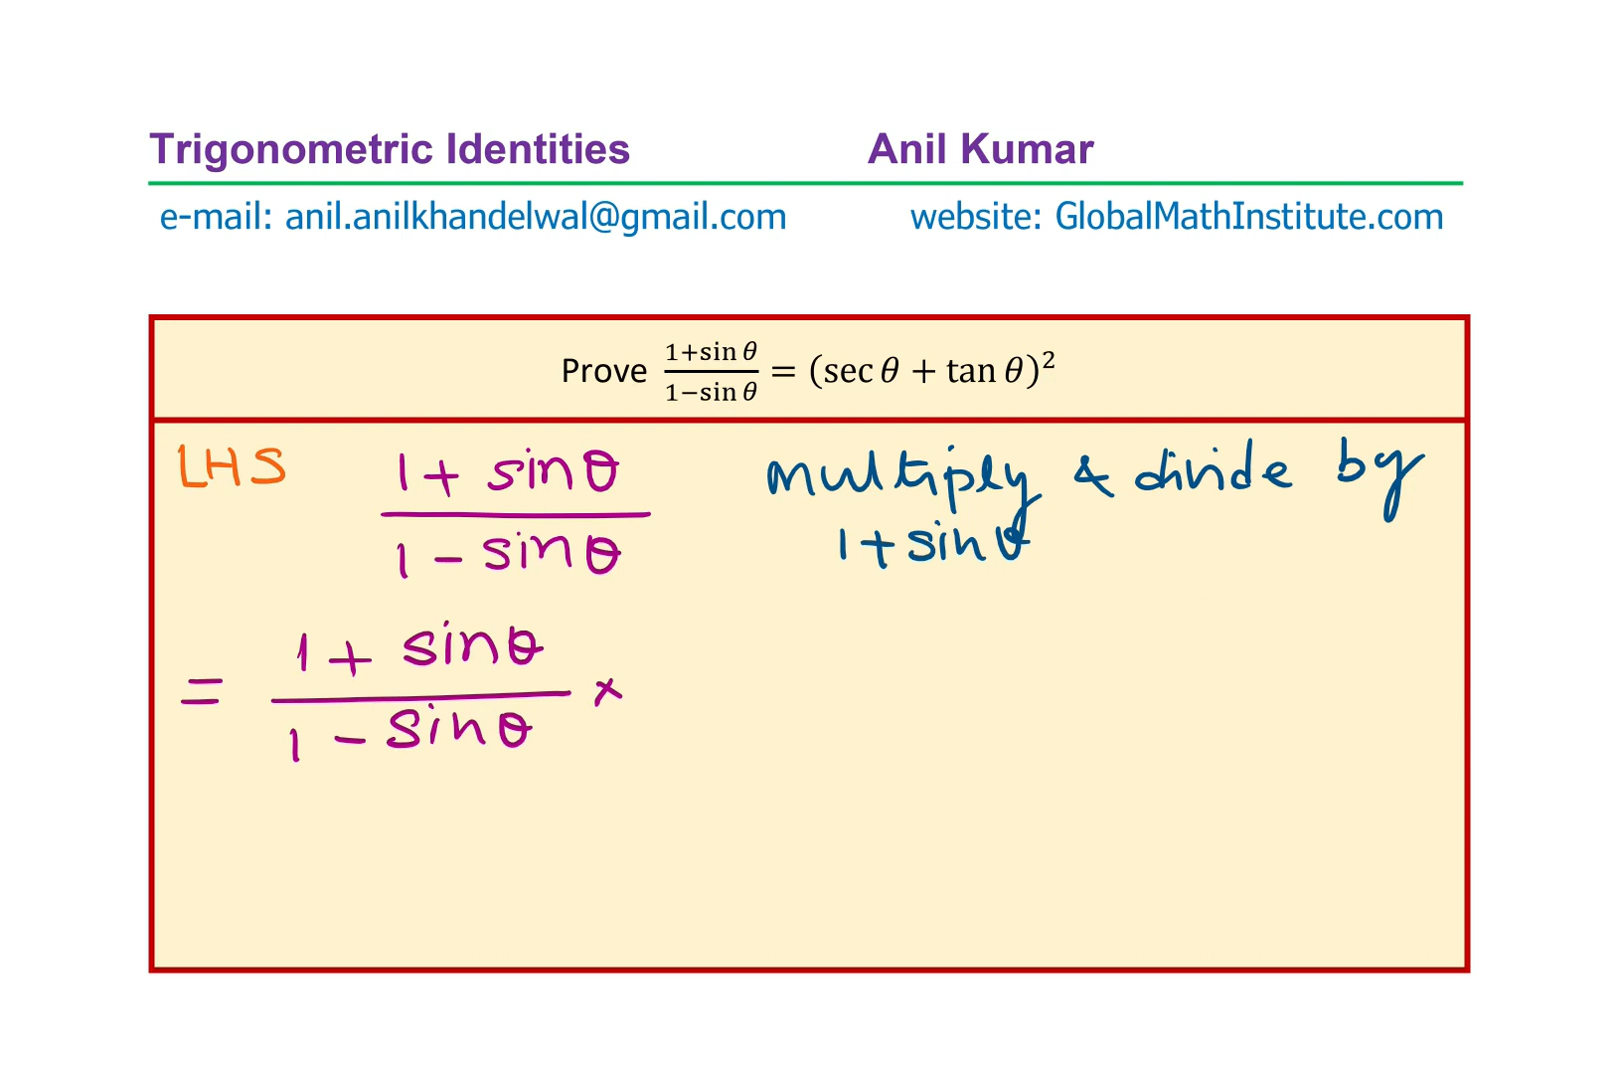 Trigonometric Identities Anil Kumar
e-mail: anil.anilkhandelwal@gmail.com website: GlobalMathInstitute.com
Prove (1+sin θ)/(1−sin θ) = (sec θ + tan θ)²
LHS (1 + sinθ)/(1 - sinθ) multiply & divide by
1 + sinθ
= (1 + sinθ)/(1 - sinθ) ×